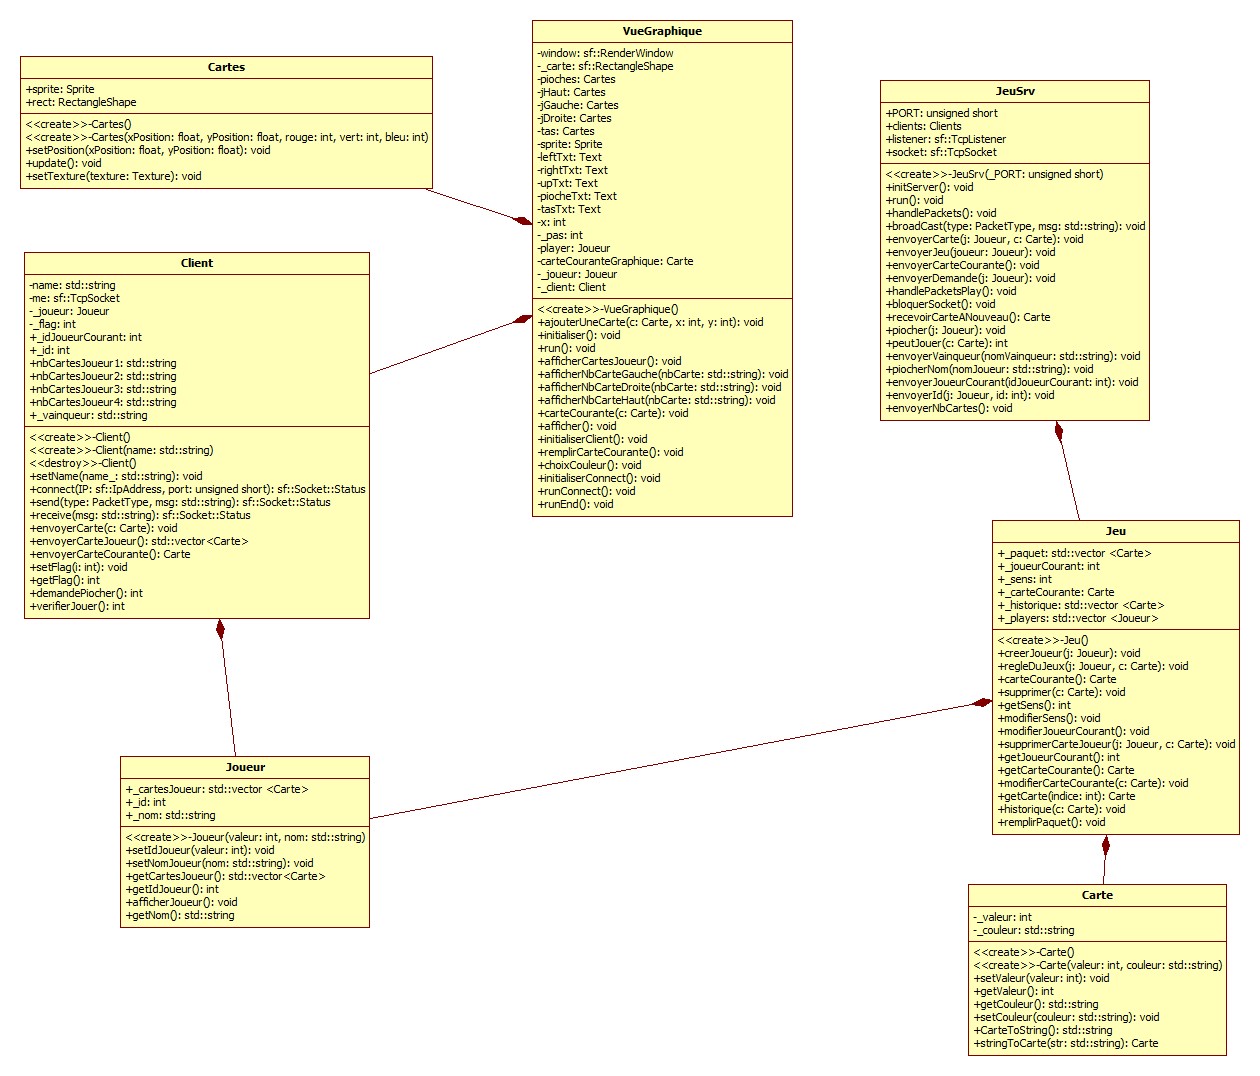 Cartes
+sprite: Sprite
+rect: RectangleShape
<<create>>-Cartes()
<<create>>-Cartes(xPosition: float, yPosition: float, rouge: int, vert: int, bleu: int)
+setPosition(xPosition: float, yPosition: float): void
+update(): void
+setTexture(texture: Texture): void
VueGraphique
-window: sf::RenderWindow
-_carte: sf::RectangleShape
-pioches: Cartes
-jHaut: Cartes
-jGauche: Cartes
-jDroite: Cartes
-tas: Cartes
-sprite: Sprite
-leftTxt: Text
-rightTxt: Text
-upTxt: Text
-piocheTxt: Text
-tasTxt: Text
-x: int
-_pas: int
-player: Joueur
-carteCouranteGraphique: Carte
-_joueur: Joueur
-_client: Client
<<create>>-VueGraphique()
+ajouterUneCarte(c: Carte, x: int, y: int): void
+initialiser(): void
+run(): void
+afficherCartesJoueur(): void
+afficherNbCarteGauche(nbCarte: std::string): void
+afficherNbCarteDroite(nbCarte: std::string): void
+afficherNbCarteHaut(nbCarte: std::string): void
+carteCourante(c: Carte): void
+afficher(): void
+initialiserClient(): void
+remplirCarteCourante(): void
+choixCouleur(): void
+initialiserConnect(): void
+runConnect(): void
+runEnd(): void
JeuSrv
+PORT: unsigned short
+clients: Clients
+listener: sf::TcpListener
+socket: sf::TcpSocket
<<create>>-JeuSrv(_PORT: unsigned short)
+initServer(): void
+run(): void
+handlePackets(): void
+broadCast(type: PacketType, msg: std::string): void
+envoyerCarte(j: Joueur, c: Carte): void
+envoyerJeu(joueur: Joueur): void
+envoyerCarteCourante(): void
+envoyerDemande(j: Joueur): void
+handlePacketsPlay(): void
+bloquerSocket(): void
+recevoirCarteANouveau(): Carte
+piocher(j: Joueur): void
+peutJouer(c: Carte): int
+envoyerVainqueur(nomVainqueur: std::string): void
+piocherNom(nomJoueur: std::string): void
+envoyerJoueurCourant(idJoueurCourant: int): void
+envoyerId(j: Joueur, id: int): void
+envoyerNbCartes(): void
Client
-name: std::string
-me: sf::TcpSocket
-_joueur: Joueur
-_flag: int
+_idJoueurCourant: int
+_id: int
+nbCartesJoueur1: std::string
+nbCartesJoueur2: std::string
+nbCartesJoueur3: std::string
+nbCartesJoueur4: std::string
+_vainqueur: std::string
<<create>>-Client()
<<create>>-Client(name: std::string)
<<destroy>>-Client()
+setName(name_: std::string): void
+connect(IP: sf::IpAddress, port: unsigned short): sf::Socket::Status
+send(type: PacketType, msg: std::string): sf::Socket::Status
+receive(msg: std::string): sf::Socket::Status
+envoyerCarte(c: Carte): void
+envoyerCarteJoueur(): std::vector<Carte>
+envoyerCarteCourante(): Carte
+setFlag(i: int): void
+getFlag(): int
+demandePiocher(): int
+verifierJouer(): int
Jeu
+_paquet: std::vector <Carte>
+_joueurCourant: int
+_sens: int
+_carteCourante: Carte
+_historique: std::vector <Carte>
+_players: std::vector <Joueur>
<<create>>-Jeu()
+creerJoueur(j: Joueur): void
+regleDuJeux(j: Joueur, c: Carte): void
+carteCourante(): Carte
+supprimer(c: Carte): void
+getSens(): int
+modifierSens(): void
+modifierJoueurCourant(): void
+supprimerCarteJoueur(j: Joueur, c: Carte): void
+getJoueurCourant(): int
+getCarteCourante(): Carte
+modifierCarteCourante(c: Carte): void
+getCarte(indice: int): Carte
+historique(c: Carte): void
+remplirPaquet(): void
Joueur
+_cartesJoueur: std::vector <Carte>
+_id: int
+_nom: std::string
<<create>>-Joueur(valeur: int, nom: std::string)
+setIdJoueur(valeur: int): void
+setNomJoueur(nom: std::string): void
+getCartesJoueur(): std::vector<Carte>
+getIdJoueur(): int
+afficherJoueur(): void
+getNom(): std::string
Carte
-_valeur: int
-_couleur: std::string
<<create>>-Carte()
<<create>>-Carte(valeur: int, couleur: std::string)
+setValeur(valeur: int): void
+getValeur(): int
+getCouleur(): std::string
+setCouleur(couleur: std::string): void
+CarteToString(): std::string
+stringToCarte(str: std::string): Carte